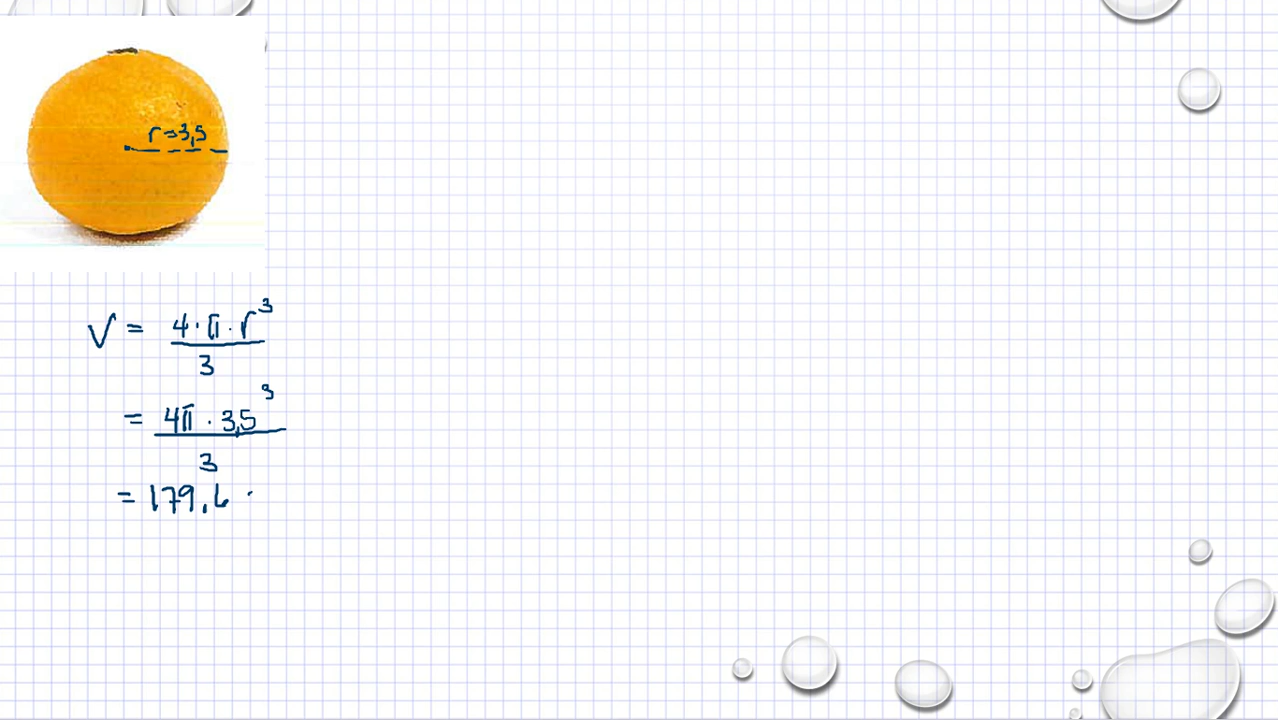 r=3,5
V = 4·π·r³
3
= 4π · 3,5³
3
= 179,6